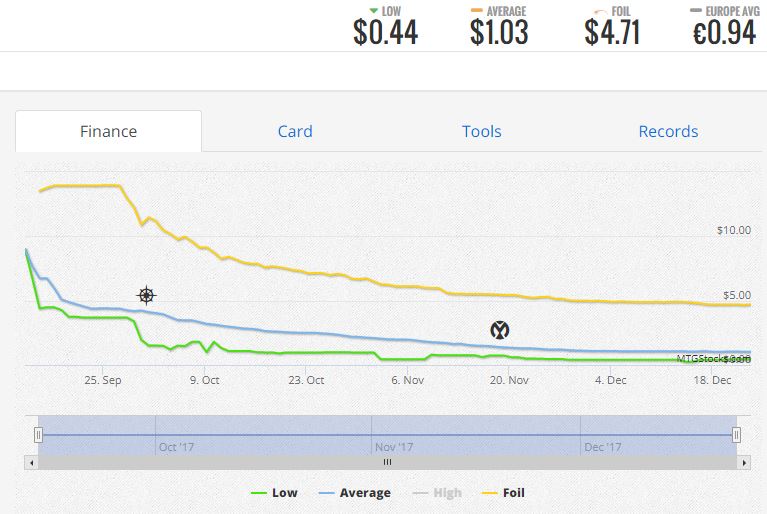 LOW AVERAGE FOIL EUROPE AVG
$0.44 $1.03 $4.71 €0.94
Finance Card Tools Records
$10.00
$5.00
MTGStocks $0.00
25. Sep 9. Oct 23. Oct 6. Nov 20. Nov 4. Dec 18. Dec
Oct '17 Nov '17 Dec '17
Low Average High Foil